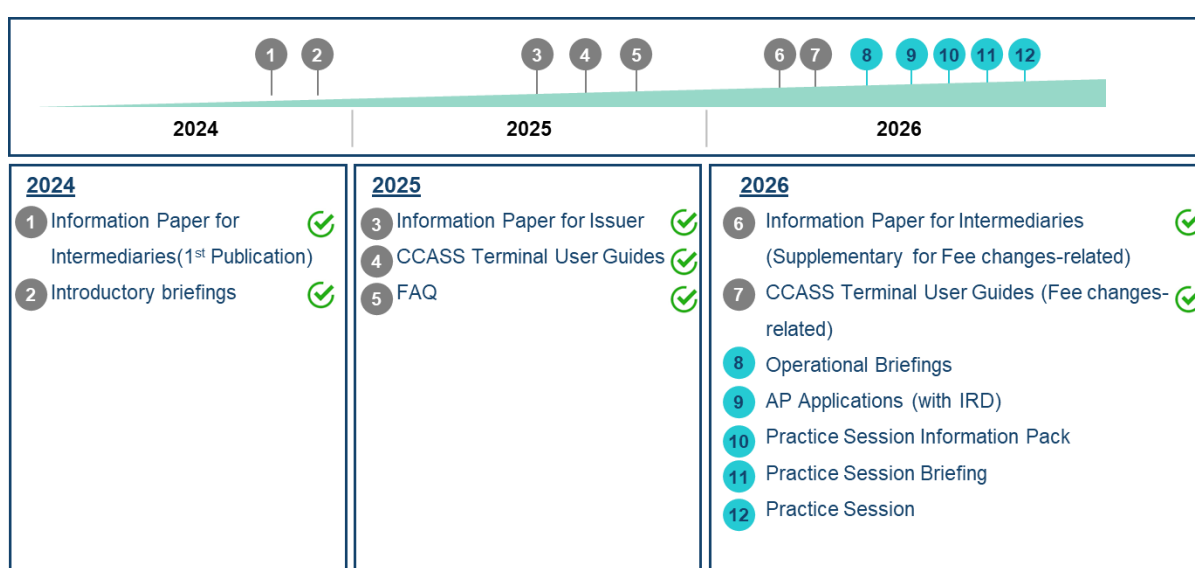 1 2 3 4 5 6 7 8 9 10 11 12
2024 2025 2026
2024
1 Information Paper for
Intermediaries(1st Publication)
2 Introductory briefings
2025
3 Information Paper for Issuer
4 CCASS Terminal User Guides
5 FAQ
2026
6 Information Paper for Intermediaries
(Supplementary for Fee changes-related)
7 CCASS Terminal User Guides (Fee changes-
related)
8 Operational Briefings
9 AP Applications (with IRD)
10 Practice Session Information Pack
11 Practice Session Briefing
12 Practice Session